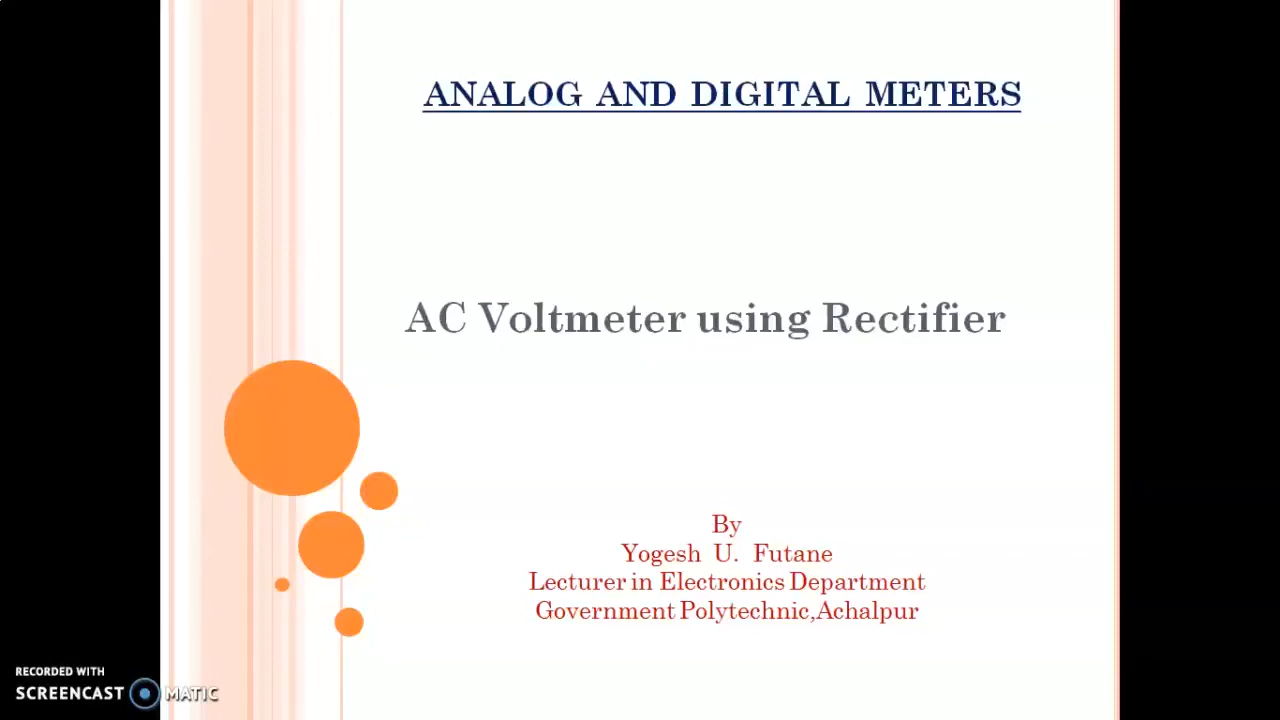 ANALOG AND DIGITAL METERS
AC Voltmeter using Rectifier
By
Yogesh U. Futane
Lecturer in Electronics Department
Government Polytechnic,Achalpur
RECORDED WITH
SCREENCAST MATIC